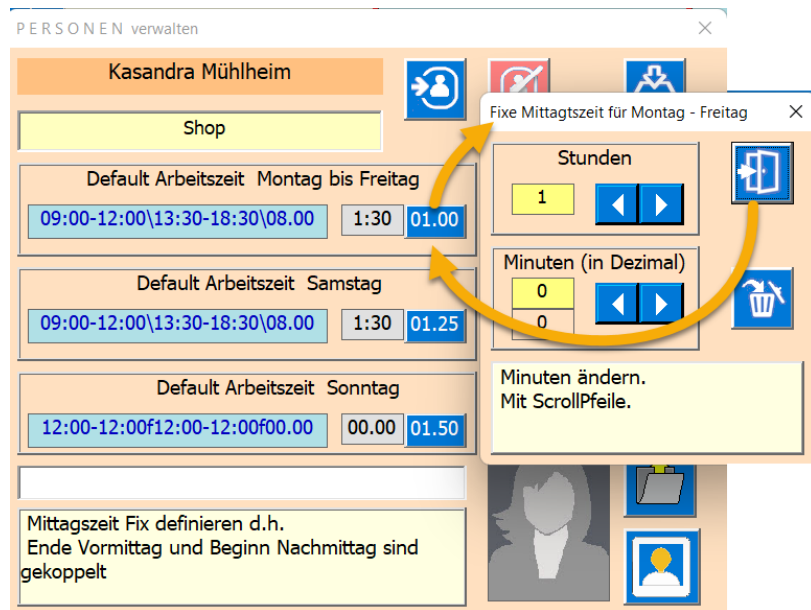 PERSONEN verwalten
Kasandra Mühlheim
Shop
Default Arbeitszeit Montag bis Freitag
09:00-12:00\13:30-18:30\08.00 1:30 01.00
Default Arbeitszeit Samstag
09:00-12:00\13:30-18:30\08.00 1:30 01.25
Default Arbeitszeit Sonntag
12:00-12:00f12:00-12:00f00.00 00.00 01.50
Mittagszeit Fix definieren d.h.
Ende Vormittag und Beginn Nachmittag sind
gekoppelt
Fixe Mittagtszeit für Montag - Freitag
Stunden
1
Minuten (in Dezimal)
0
0
Minuten ändern.
Mit ScrollPfeile.